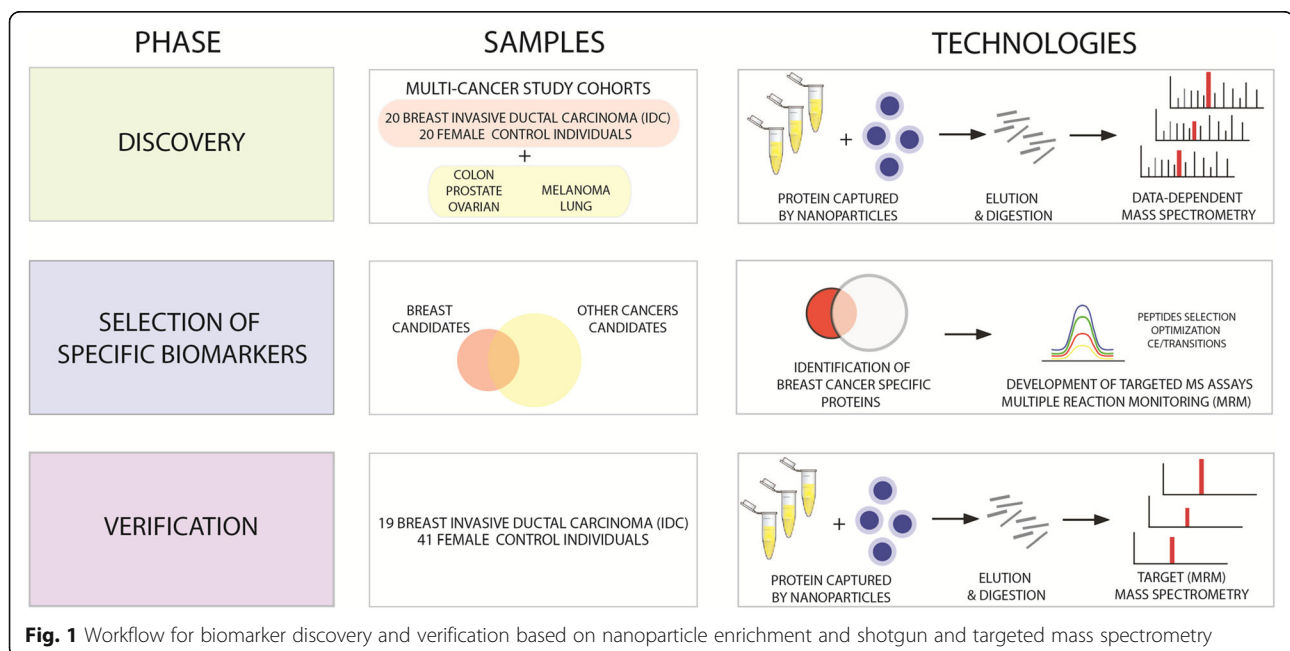 PHASE
SAMPLES
TECHNOLOGIES
DISCOVERY
MULTI-CANCER STUDY COHORTS
20 BREAST INVASIVE DUCTAL CARCINOMA (IDC)
20 FEMALE CONTROL INDIVIDUALS
+
COLON
PROSTATE
OVARIAN
MELANOMA
LUNG
+
PROTEIN CAPTURED
BY NANOPARTICLES
ELUTION
& DIGESTION
DATA-DEPENDENT
MASS SPECTROMETRY
SELECTION OF
SPECIFIC BIOMARKERS
BREAST
CANDIDATES
OTHER CANCERS
CANDIDATES
IDENTIFICATION OF
BREAST CANCER SPECIFIC
PROTEINS
PEPTIDES SELECTION
OPTIMIZATION
CE/TRANSITIONS
DEVELOPMENT OF TARGETED MS ASSAYS
MULTIPLE REACTION MONITORING (MRM)
VERIFICATION
19 BREAST INVASIVE DUCTAL CARCINOMA (IDC)
41 FEMALE CONTROL INDIVIDUALS
+
PROTEIN CAPTURED
BY NANOPARTICLES
ELUTION
& DIGESTION
TARGET (MRM)
MASS SPECTROMETRY
Fig. 1 Workflow for biomarker discovery and verification based on nanoparticle enrichment and shotgun and targeted mass spectrometry